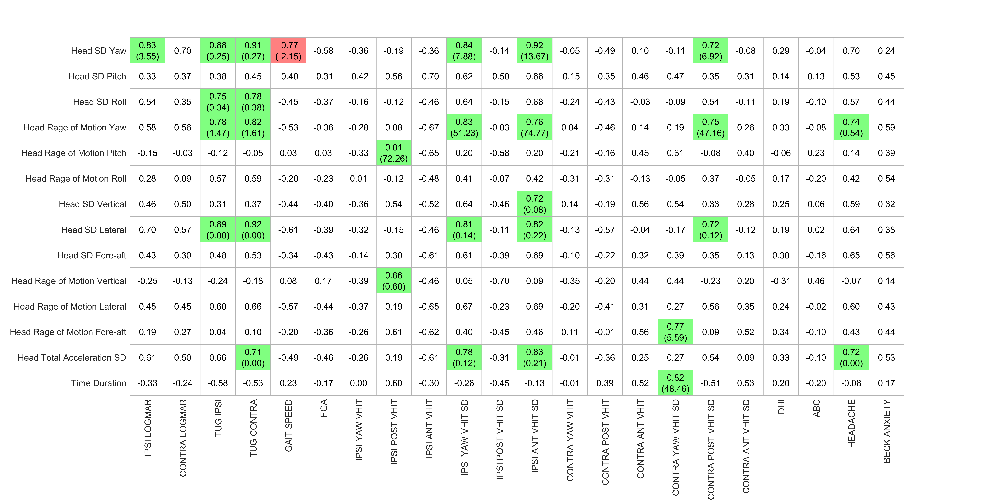 Head SD Yaw 0.83 (3.55) 0.70 0.88 (0.25) 0.91 (0.27) -0.77 (-2.15) -0.58 -0.36 -0.19 -0.36 0.84 (7.88) -0.14 0.92 (13.67) -0.05 -0.49 0.10 -0.11 0.72 (6.92) -0.08 0.29 -0.04 0.70 0.24
Head SD Pitch 0.33 0.37 0.38 0.45 -0.40 -0.31 -0.42 0.56 -0.70 0.62 -0.50 0.66 -0.15 -0.35 0.46 0.47 0.35 0.31 0.14 0.13 0.53 0.45
Head SD Roll 0.54 0.35 0.75 (0.34) 0.78 (0.38) -0.45 -0.37 -0.16 -0.12 -0.46 0.64 -0.15 0.68 -0.24 -0.43 -0.03 -0.09 0.54 -0.11 0.19 -0.10 0.57 0.44
Head Rage of Motion Yaw 0.58 0.56 0.78 (1.47) 0.82 (1.61) -0.53 -0.36 -0.28 0.08 -0.67 0.83 (51.23) -0.03 0.76 (74.77) 0.04 -0.46 0.14 0.19 0.75 (47.16) 0.26 0.33 -0.08 0.74 (0.54) 0.59
Head Rage of Motion Pitch -0.15 -0.03 -0.12 -0.05 0.03 0.03 -0.33 0.81 (72.26) -0.65 0.20 -0.58 0.20 -0.21 -0.16 0.45 0.61 -0.08 0.40 -0.06 0.23 0.14 0.39
Head Rage of Motion Roll 0.28 0.09 0.57 0.59 -0.20 -0.23 0.01 -0.12 -0.48 0.41 -0.07 0.42 -0.31 -0.31 -0.13 -0.05 0.37 -0.05 0.17 -0.20 0.42 0.54
Head SD Vertical 0.46 0.50 0.31 0.37 -0.44 -0.40 -0.36 0.54 -0.52 0.64 -0.46 0.72 (0.08) 0.14 -0.19 0.56 0.54 0.33 0.28 0.25 0.06 0.59 0.32
Head SD Lateral 0.70 0.57 0.89 (0.00) 0.92 (0.00) -0.61 -0.39 -0.32 -0.15 -0.46 0.81 (0.14) -0.11 0.82 (0.22) -0.13 -0.57 -0.04 -0.17 0.72 (0.12) -0.12 0.19 0.02 0.64 0.38
Head SD Fore-aft 0.43 0.30 0.48 0.53 -0.34 -0.43 -0.14 0.30 -0.61 0.61 -0.39 0.69 -0.10 -0.22 0.32 0.39 0.35 0.13 0.30 -0.16 0.65 0.56
Head Rage of Motion Vertical -0.25 -0.13 -0.24 -0.18 0.08 0.17 -0.39 0.86 (0.60) -0.46 0.05 -0.70 0.09 -0.35 -0.20 0.44 0.44 -0.23 0.20 -0.31 0.46 -0.07 0.14
Head Rage of Motion Lateral 0.45 0.45 0.60 0.66 -0.57 -0.44 -0.37 0.19 -0.65 0.67 -0.23 0.69 -0.20 -0.41 0.31 0.27 0.56 0.35 0.24 -0.02 0.60 0.43
Head Rage of Motion Fore-aft 0.19 0.27 0.04 0.10 -0.20 -0.36 -0.26 0.61 -0.62 0.40 -0.45 0.46 0.11 -0.01 0.56 0.77 (5.59) 0.09 0.52 0.34 -0.10 0.43 0.44
Head Total Acceleration SD 0.61 0.50 0.66 0.71 (0.00) -0.49 -0.46 -0.26 0.19 -0.61 0.78 (0.12) -0.31 0.83 (0.21) -0.01 -0.36 0.25 0.27 0.54 0.09 0.33 -0.10 0.72 (0.00) 0.53
Time Duration -0.33 -0.24 -0.58 -0.53 0.23 -0.17 0.00 0.60 -0.30 -0.26 -0.45 -0.13 -0.01 0.39 0.52 0.82 (48.46) -0.51 0.53 0.20 -0.20 -0.08 0.17
IPSI LOGMAR
CONTRA LOGMAR
TUG IPSI
TUG CONTRA
GAIT SPEED
FGA
IPSI YAW VHIT
IPSI POST VHIT
IPSI ANT VHIT
IPSI YAW VHIT SD
IPSI POST VHIT SD
IPSI ANT VHIT SD
CONTRA YAW VHIT
CONTRA POST VHIT
CONTRA ANT VHIT
CONTRA YAW VHIT SD
CONTRA POST VHIT SD
CONTRA ANT VHIT SD
DHI
ABC
HEADACHE
BECK ANXIETY